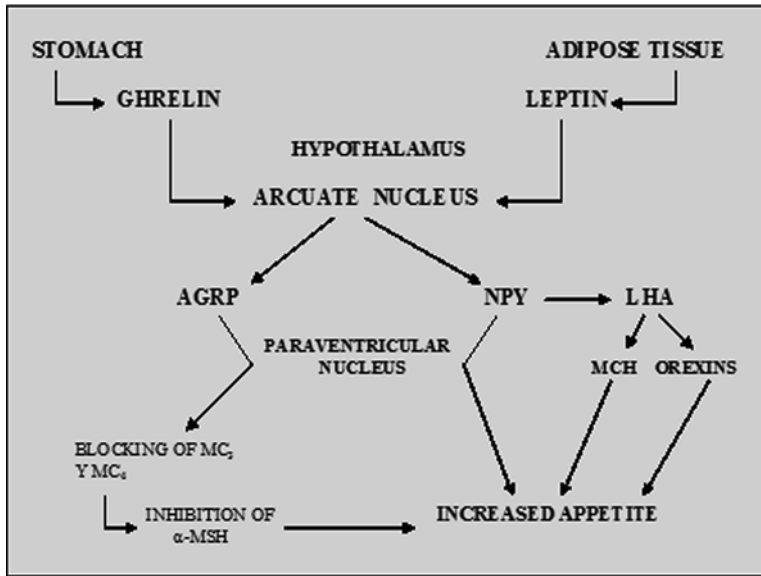 STOMACH
ADIPOSE TISSUE
GHRELIN
LEPTIN
HYPOTHALAMUS
ARCUATE NUCLEUS
AGRP
NPY
LHA
PARAVENTRICULAR
NUCLEUS
MCH
OREXINS
BLOCKING OF MC₃
Y MC₄
INHIBITION OF
α-MSH
INCREASED APPETITE